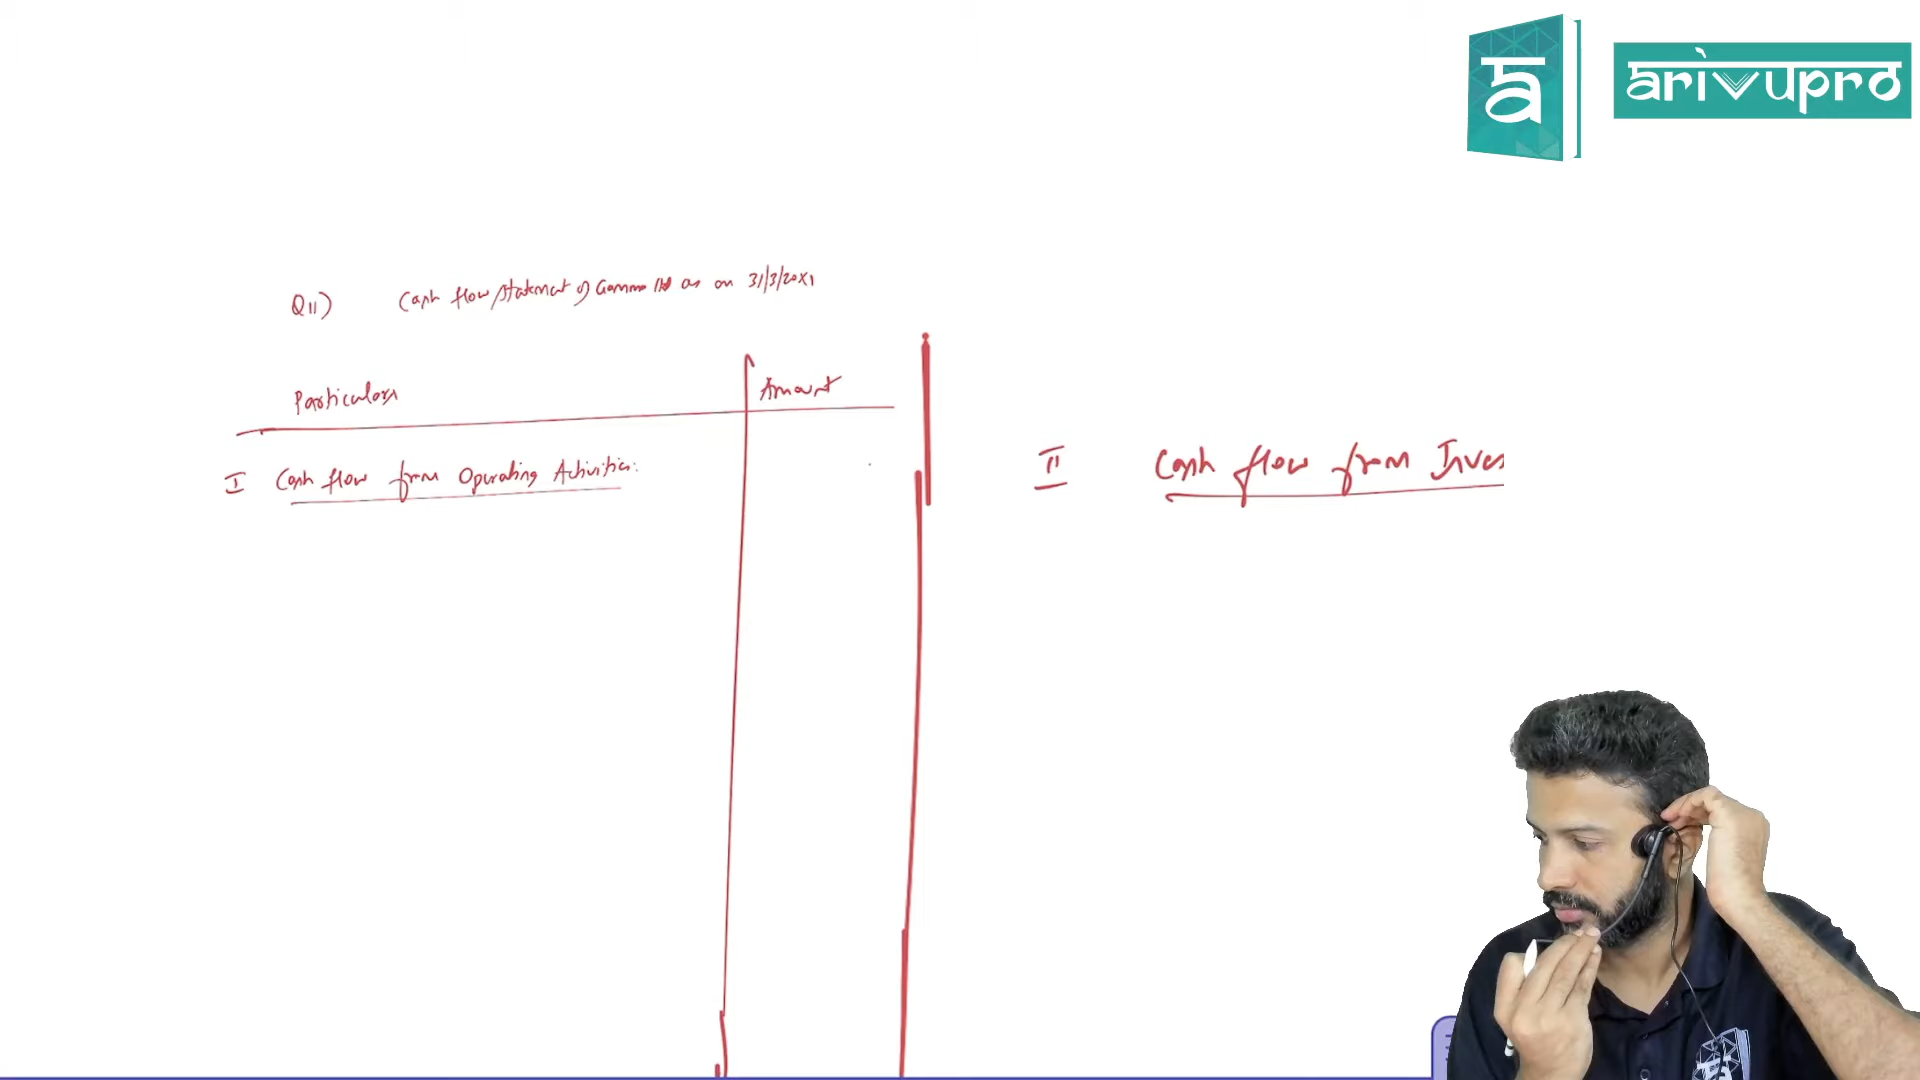 a arivupro
Q11) Cash flow statement of Gamma ltd as on 31/3/20X1
Particulars Amount
I Cash flow from Operating Activities:
II Cash flow from Inves